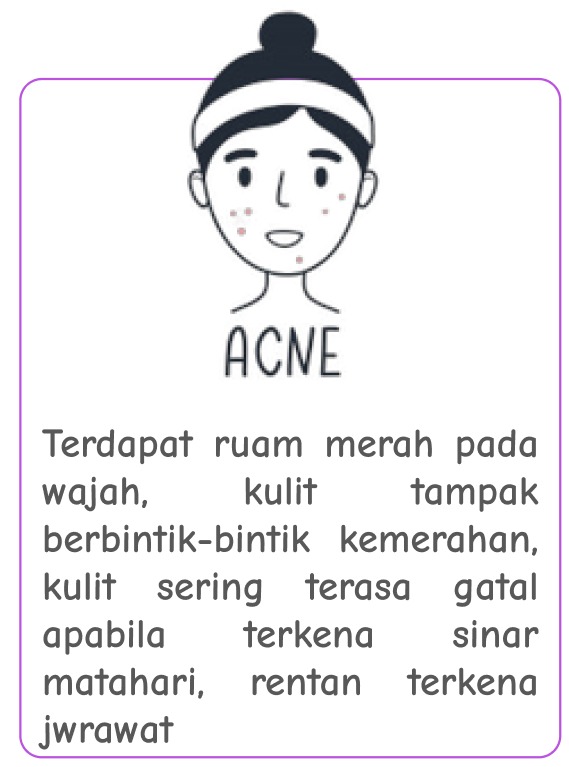 ACNE
Terdapat ruam merah pada
wajah, kulit tampak
berbintik-bintik kemerahan,
kulit sering terasa gatal
apabila terkena sinar
matahari, rentan terkena
jwrawat